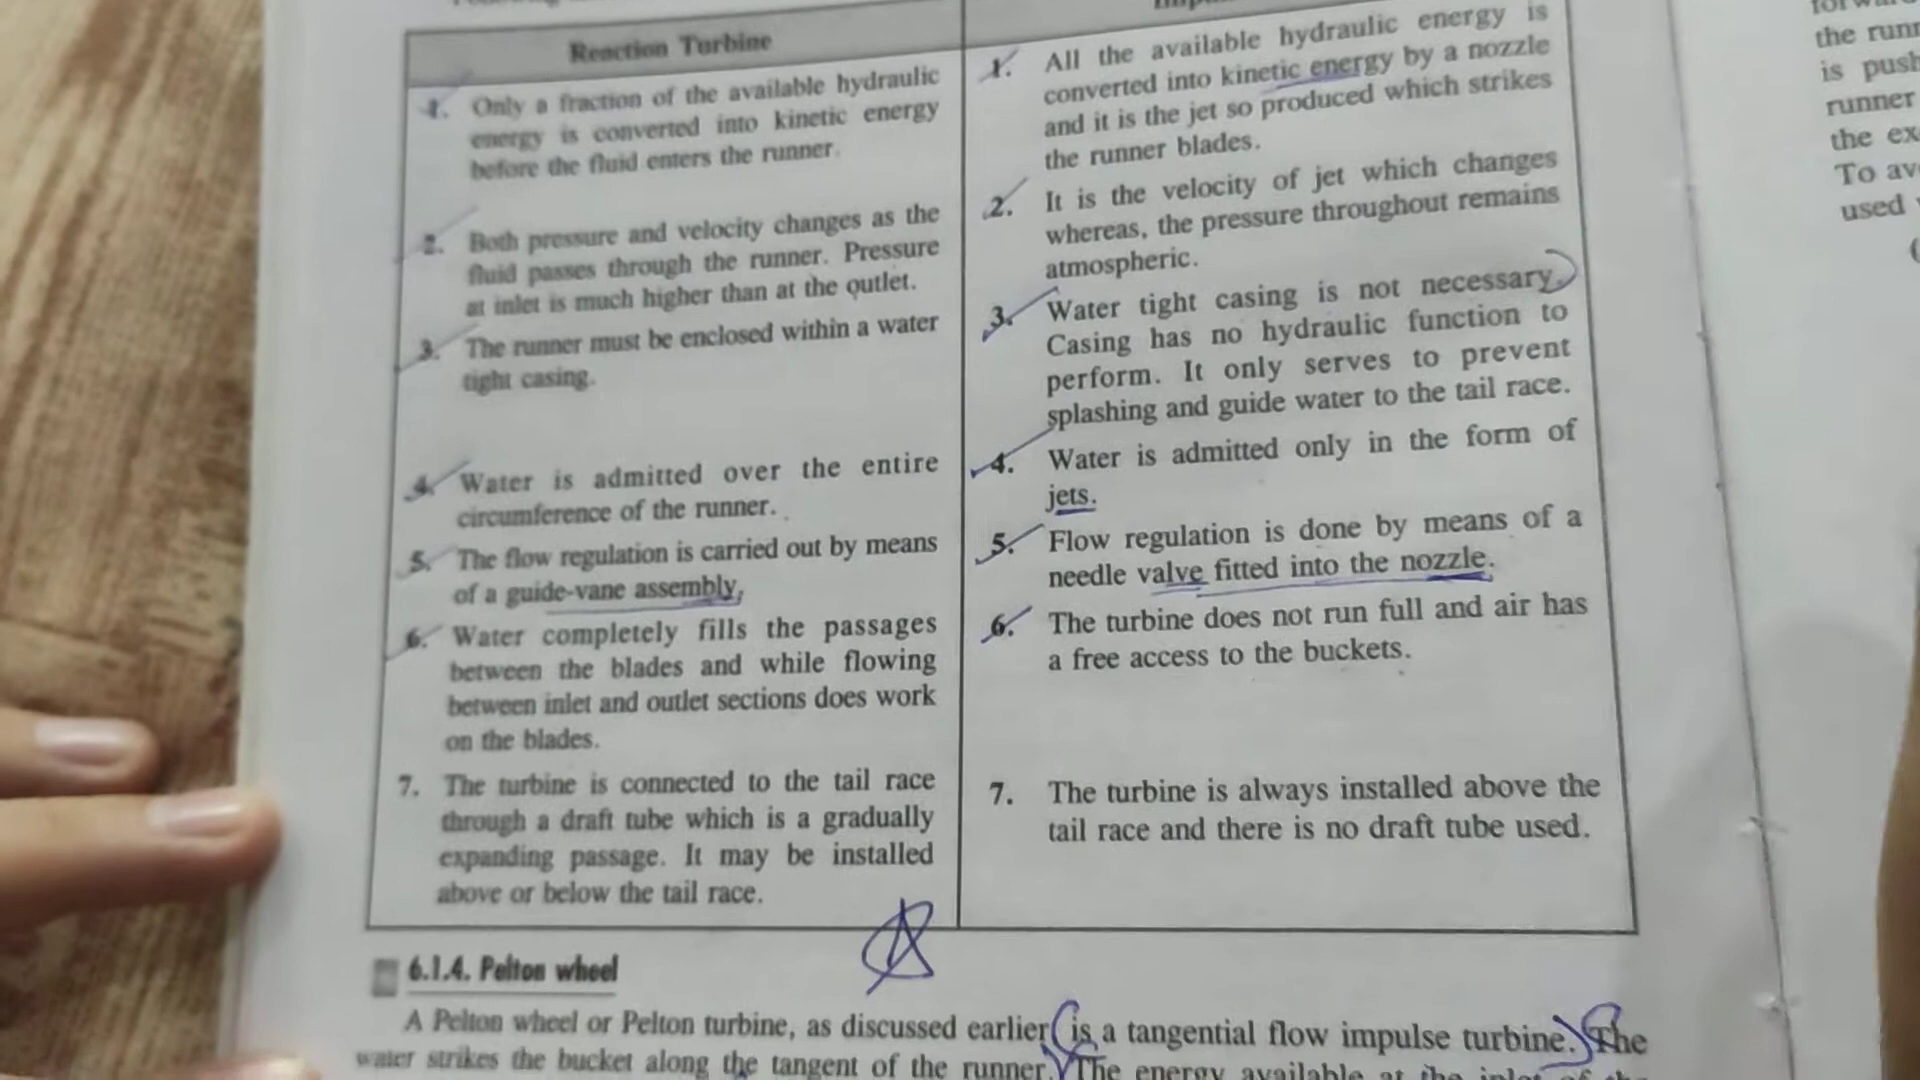 Reaction Turbine
1. Only a fraction of the available hydraulic
energy is converted into kinetic energy
before the fluid enters the runner.
2. Both pressure and velocity changes as the
fluid passes through the runner. Pressure
at inlet is much higher than at the outlet.
3. The runner must be enclosed within a water
tight casing.
4. Water is admitted over the entire
circumference of the runner.
5. The flow regulation is carried out by means
of a guide-vane assembly,
6. Water completely fills the passages
between the blades and while flowing
between inlet and outlet sections does work
on the blades.
7. The turbine is connected to the tail race
through a draft tube which is a gradually
expanding passage. It may be installed
above or below the tail race.
1. All the available hydraulic energy is
converted into kinetic energy by a nozzle
and it is the jet so produced which strikes
the runner blades.
2. It is the velocity of jet which changes
whereas, the pressure throughout remains
atmospheric.
3. Water tight casing is not necessary.
Casing has no hydraulic function to
perform. It only serves to prevent
splashing and guide water to the tail race.
4. Water is admitted only in the form of
jets.
5. Flow regulation is done by means of a
needle valve fitted into the nozzle.
6. The turbine does not run full and air has
a free access to the buckets.
7. The turbine is always installed above the
tail race and there is no draft tube used.
6.1.4. Pelton wheel
A Pelton wheel or Pelton turbine, as discussed earlier is a tangential flow impulse turbine. The
water strikes the bucket along the tangent of the runner. The energy available at the inlet of the
the
is
runner
the
To
used